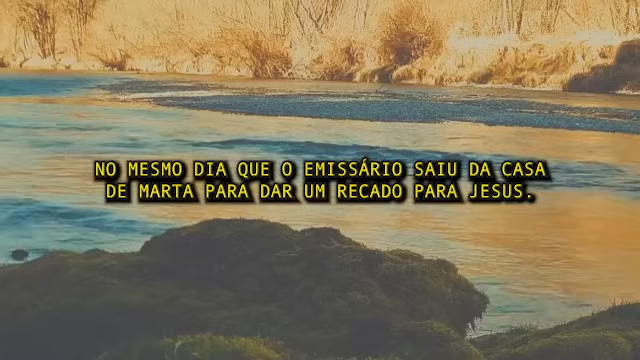 NO MESMO DIA QUE O EMISSÁRIO SAIU DA CASA
DE MARTA PARA DAR UM RECADO PARA JESUS.